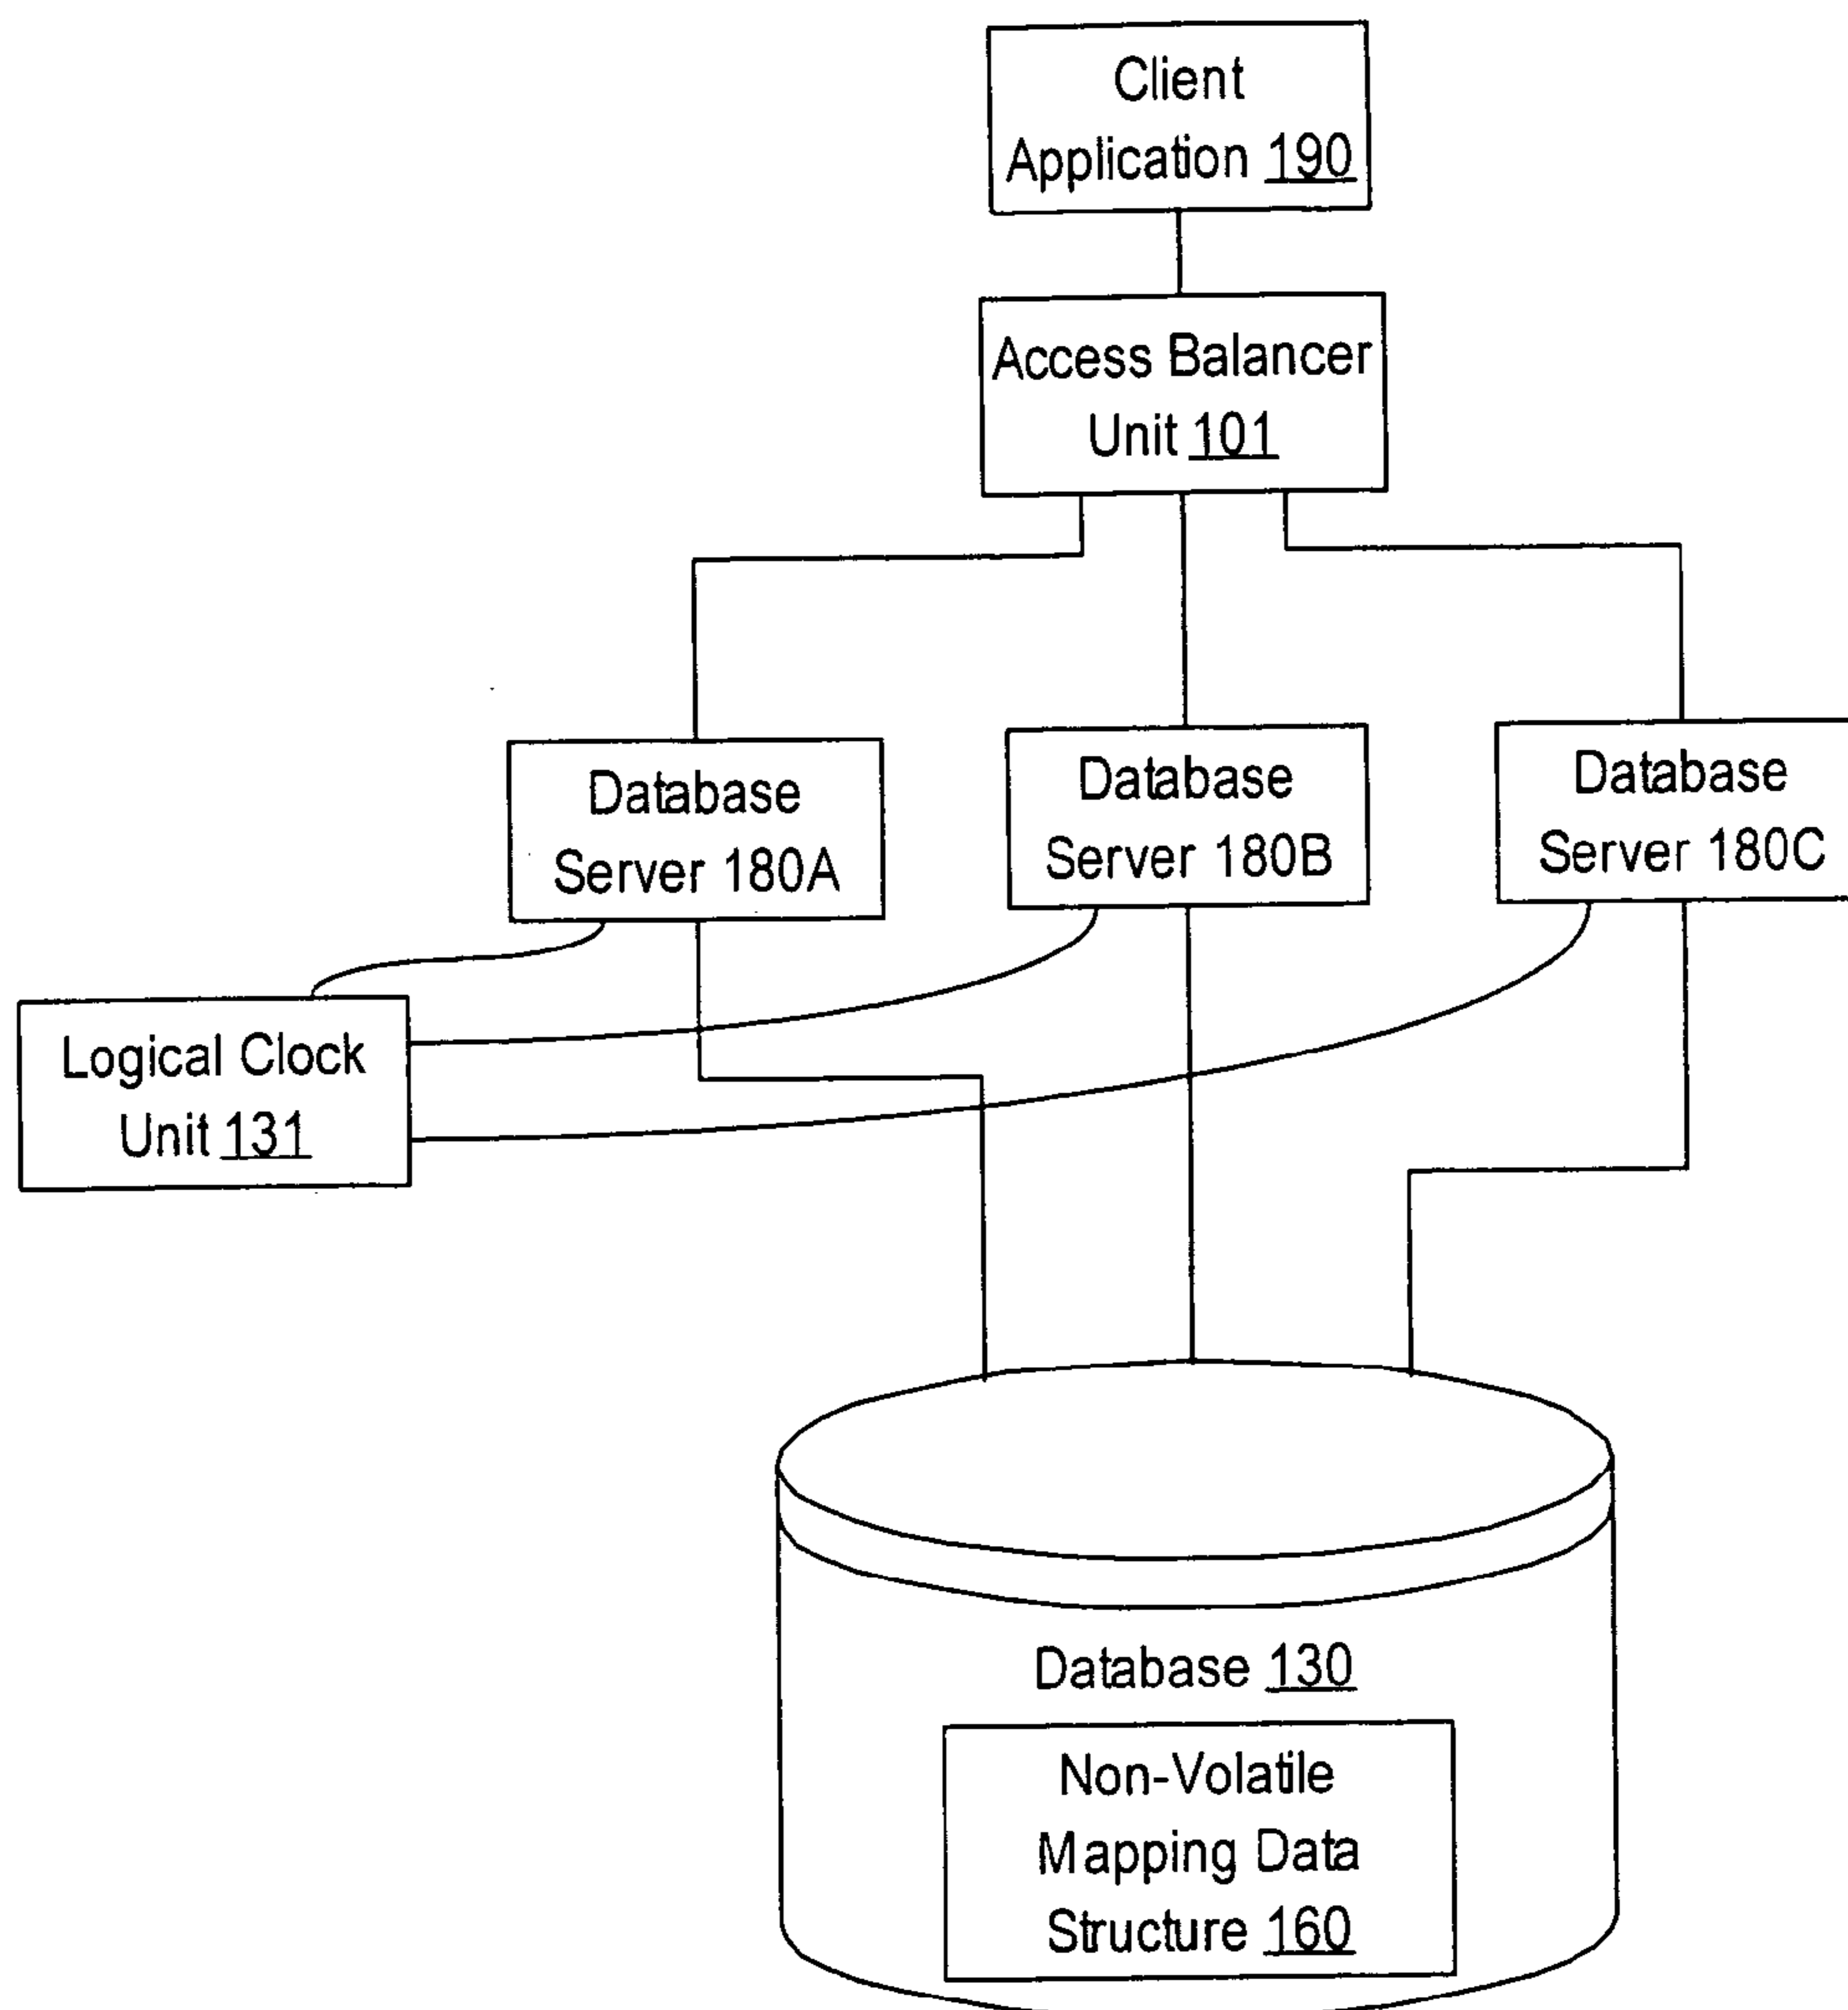 Client
Application 190
Access Balancer
Unit 101
Database
Server 180A
Database
Server 180B
Database
Server 180C
Logical Clock
Unit 131
Database 130
Non-Volatile
Mapping Data
Structure 160